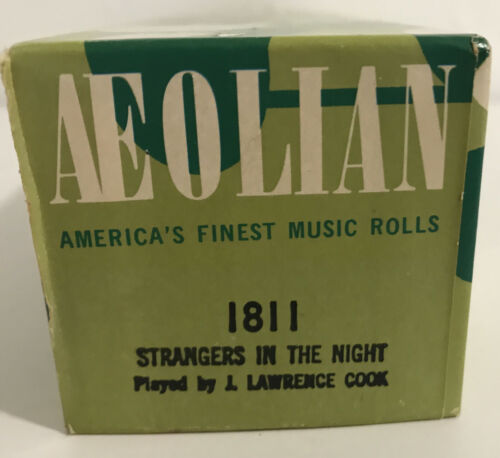 AEOLIAN
AMERICA'S FINEST MUSIC ROLLS
1811
STRANGERS IN THE NIGHT
Played by J. LAWRENCE COOK